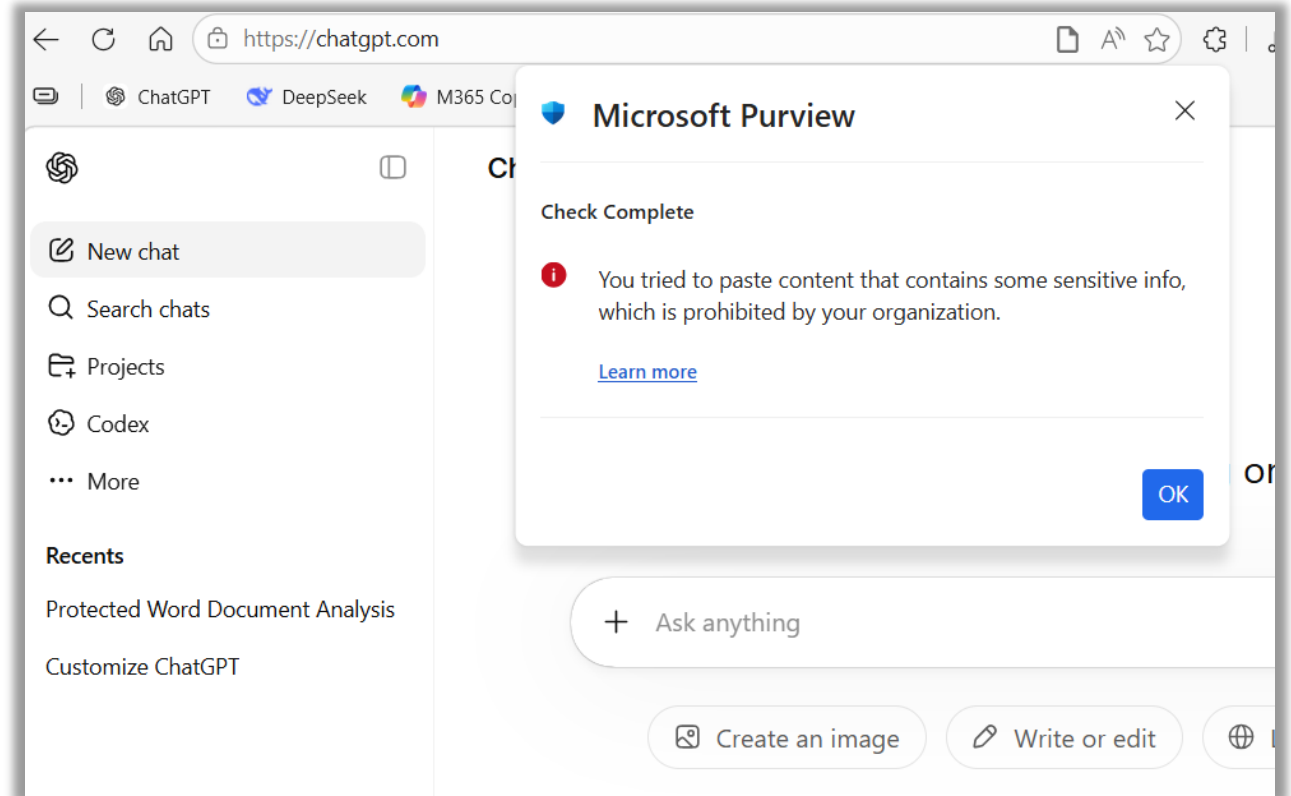 https://chatgpt.com
ChatGPT
DeepSeek
M365
Microsoft Purview
Check Complete
You tried to paste content that contains some sensitive info,
which is prohibited by your organization.
Learn more
OK
New chat
Search chats
Projects
Codex
More
Recents
Protected Word Document Analysis
Customize ChatGPT
Ask anything
Create an image
Write or edit